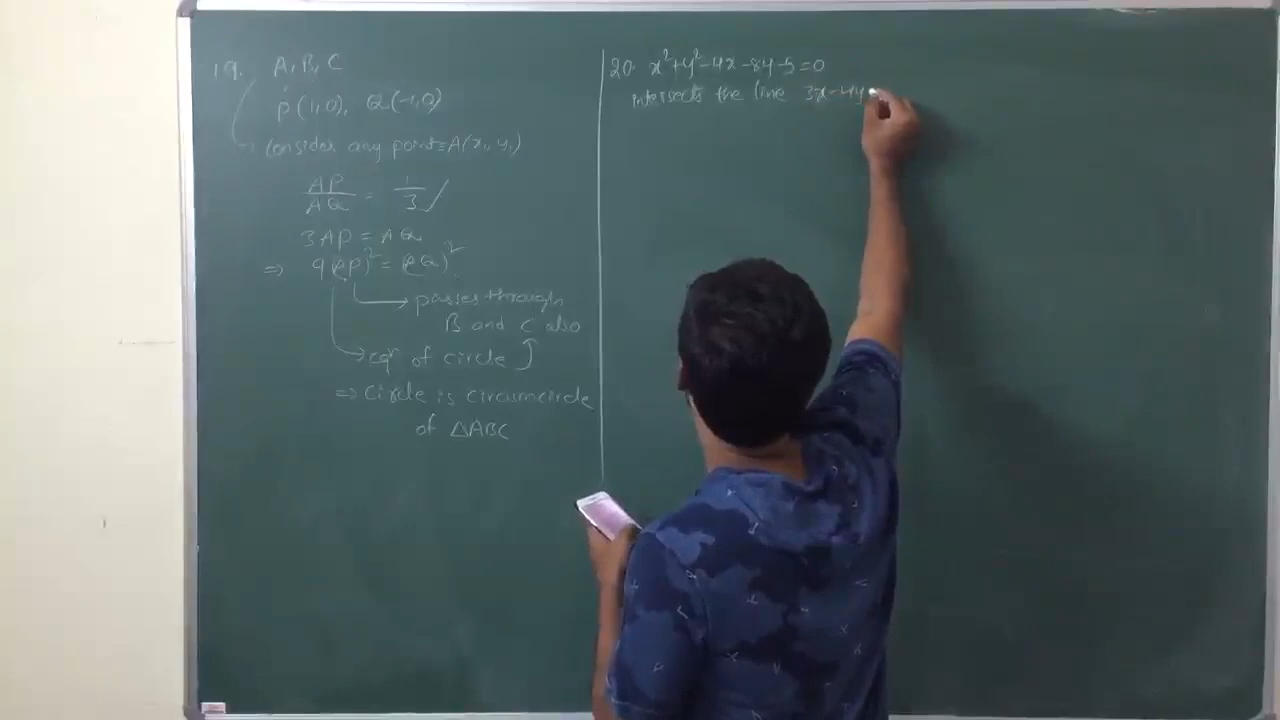 19. A, B, C
P(1,0), Q(-1,0)
→ Consider any point = A(x₁, y₁)
AP/AQ = 1/3
3AP = AQ
⇒ 9(AP)² = (AQ)²
→ passes through
B and C also
→ eqⁿ of circle
⇒ Circle is circumcircle
of △ABC
20. x²+y²-4x-8y-5=0
intersects the line 3x-4y